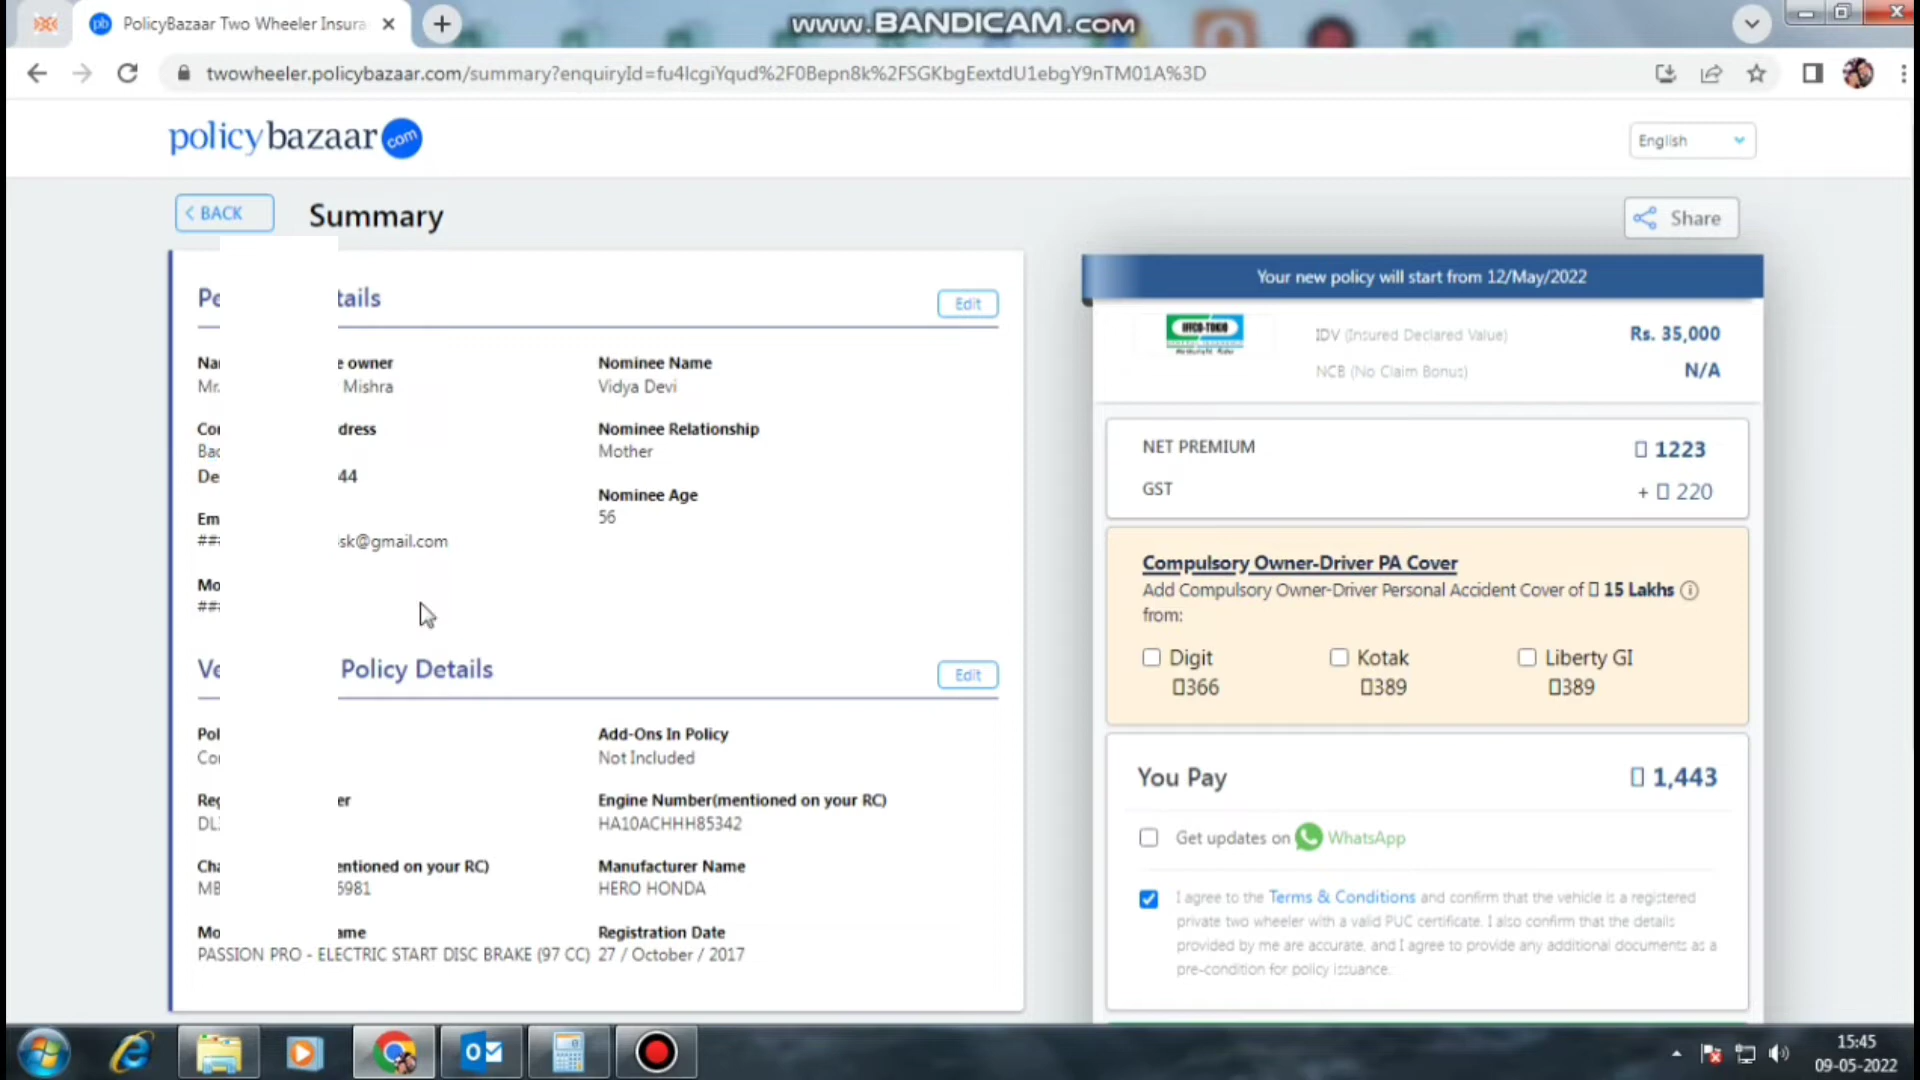 PolicyBazaar Two Wheeler Insura
www.BANDICAM.com
twowheeler.policybazaar.com/summary?enquiryId=fu4lcgiYqud%2F0Bepn8k%2FSGKbgEextdU1ebgY9nTM01A%3D
policybazaar com
English
< BACK
Summary
Share
Pe tails
Edit
Nar e owner
Mr. Mishra
Nominee Name
Vidya Devi
Cor dress
Bac
De 44
Nominee Relationship
Mother
Em
##: sk@gmail.com
Nominee Age
56
Mo
##:
Ve Policy Details
Edit
Pol
Co
Add-Ons In Policy
Not Included
Reg er
DL
Engine Number(mentioned on your RC)
HA10ACHHH85342
Cha entioned on your RC)
MB 5981
Manufacturer Name
HERO HONDA
Mo ame
PASSION PRO - ELECTRIC START DISC BRAKE (97 CC)
Registration Date
27 / October / 2017
Your new policy will start from 12/May/2022
IFFCO-TOKIO
IDV (Insured Declared Value) Rs. 35,000
NCB (No Claim Bonus) N/A
NET PREMIUM 1223
GST + 220
Compulsory Owner-Driver PA Cover
Add Compulsory Owner-Driver Personal Accident Cover of 15 Lakhs
from:
Digit Kotak Liberty GI
366 389 389
You Pay 1,443
Get updates on WhatsApp
I agree to the Terms & Conditions and confirm that the vehicle is a registered
private two wheeler with a valid PUC certificate. I also confirm that the details
provided by me are accurate, and I agree to provide any additional documents as a
pre-condition for policy issuance.
15:45
09-05-2022